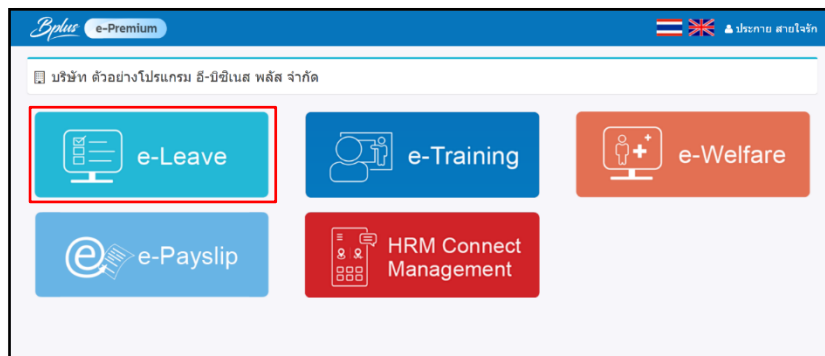 Bplus e-Premium
ประกาย สายใจรัก
บริษัท ตัวอย่างโปรแกรม อี-บิซิเนส พลัส จำกัด
e-Leave
e-Training
e-Welfare
e-Payslip
HRM Connect
Management